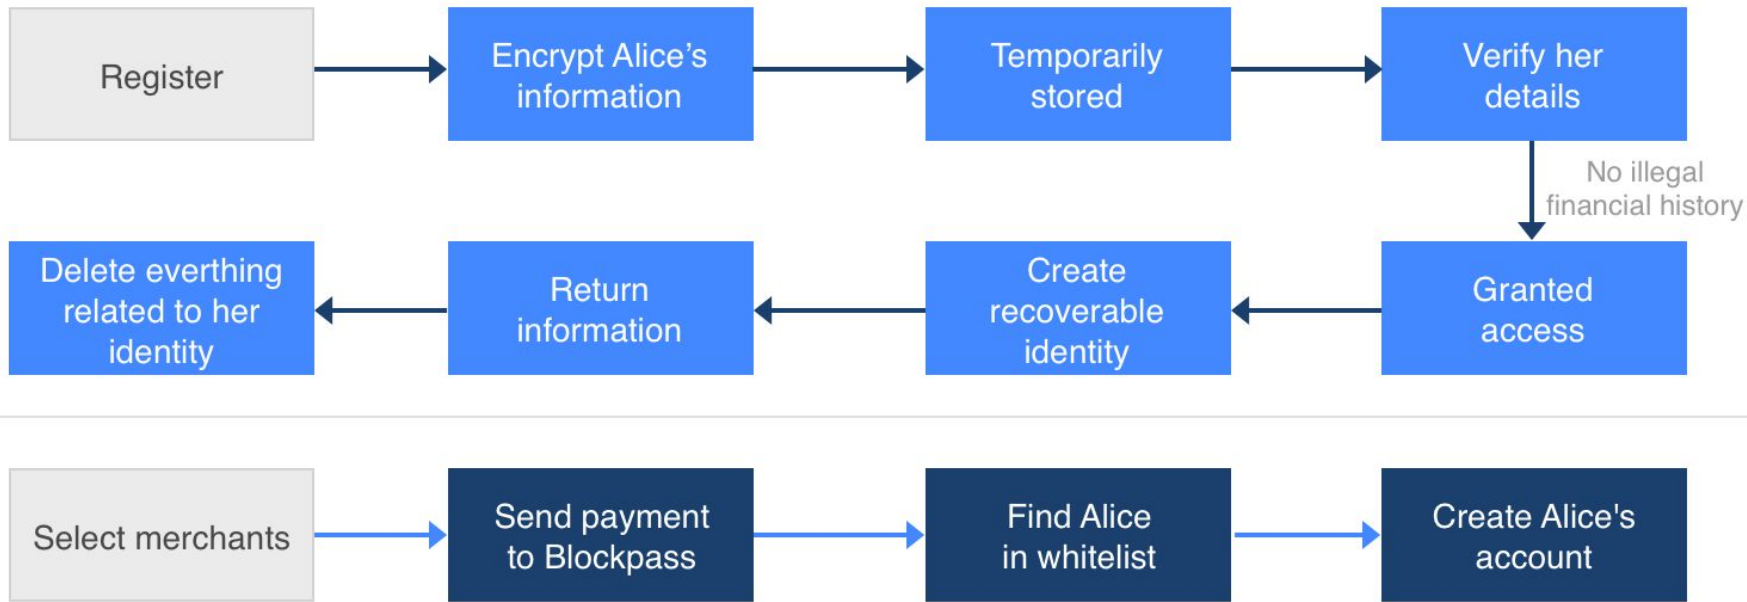 Register
Encrypt Alice’s
information
Temporarily
stored
Verify her
details
No illegal
financial history
Delete everthing
related to her
identity
Return
information
Create
recoverable
identity
Granted
access
Select merchants
Send payment
to Blockpass
Find Alice
in whitelist
Create Alice's
account